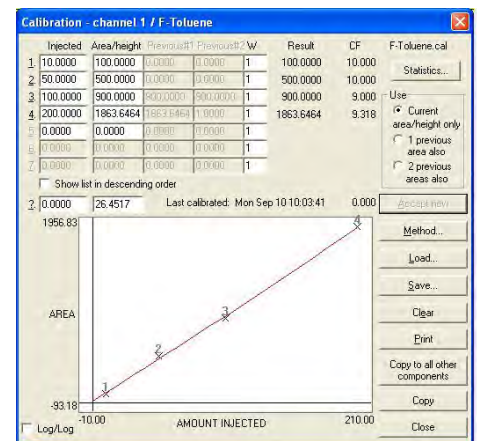 Calibration - channel 1 / F-Toluene
Injected Area/height Previous#1 Previous#2 W Result CF F-Toluene.cal
1 10.0000 100.0000 0.0000 0.0000 1 100.0000 10.000
2 50.0000 500.0000 0.0000 0.0000 1 500.0000 10.000
3 100.0000 900.0000 900.0000 900.0000 1 900.0000 9.000
4 200.0000 1863.6464 1863.6464 1.0000 1 1863.6464 9.318
5 0.0000 0.0000 0.0000 0.0000 1
6 0.0000 0.0000 0.0000 0.0000 1
7 0.0000 0.0000 0.0000 0.0000 1
Statistics...
Use
Current area/height only
1 previous area also
2 previous areas also
Show list in descending order
? 0.0000 26.4517 Last calibrated: Mon Sep 10 10:03:41 0.000
Accept new
Method...
Load...
Save...
Clear
Print
Copy to all other components
Copy
Close
1956.83
4
3
AREA
2
1
-93.18
-10.00 AMOUNT INJECTED 210.00
Log/Log